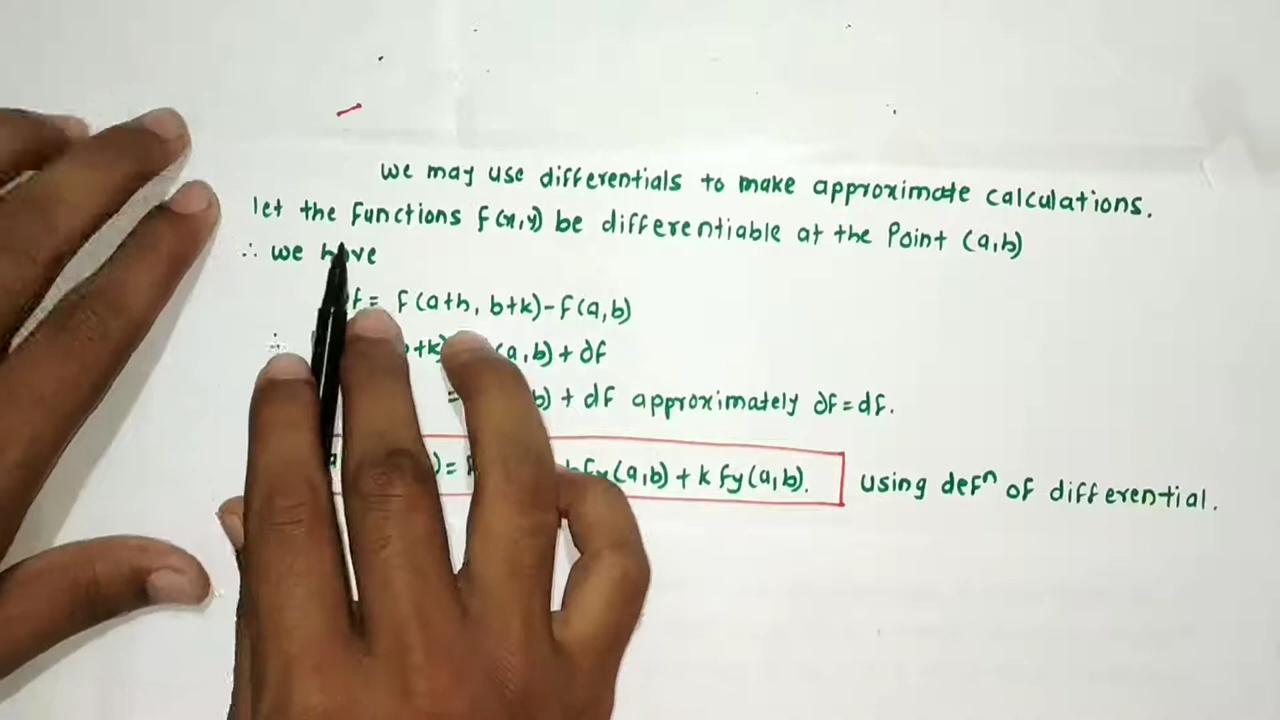 We may use differentials to make approximate calculations.
let the functions f(x,y) be differentiable at the Point (a,b)
∴ we have
f = f(a+h, b+k)-f(a,b)
∴ +k) (a,b) + ∂f
= b) + df approximately ∂f = df.
)= fx(a,b) + k fy(a,b). using defⁿ of differential.